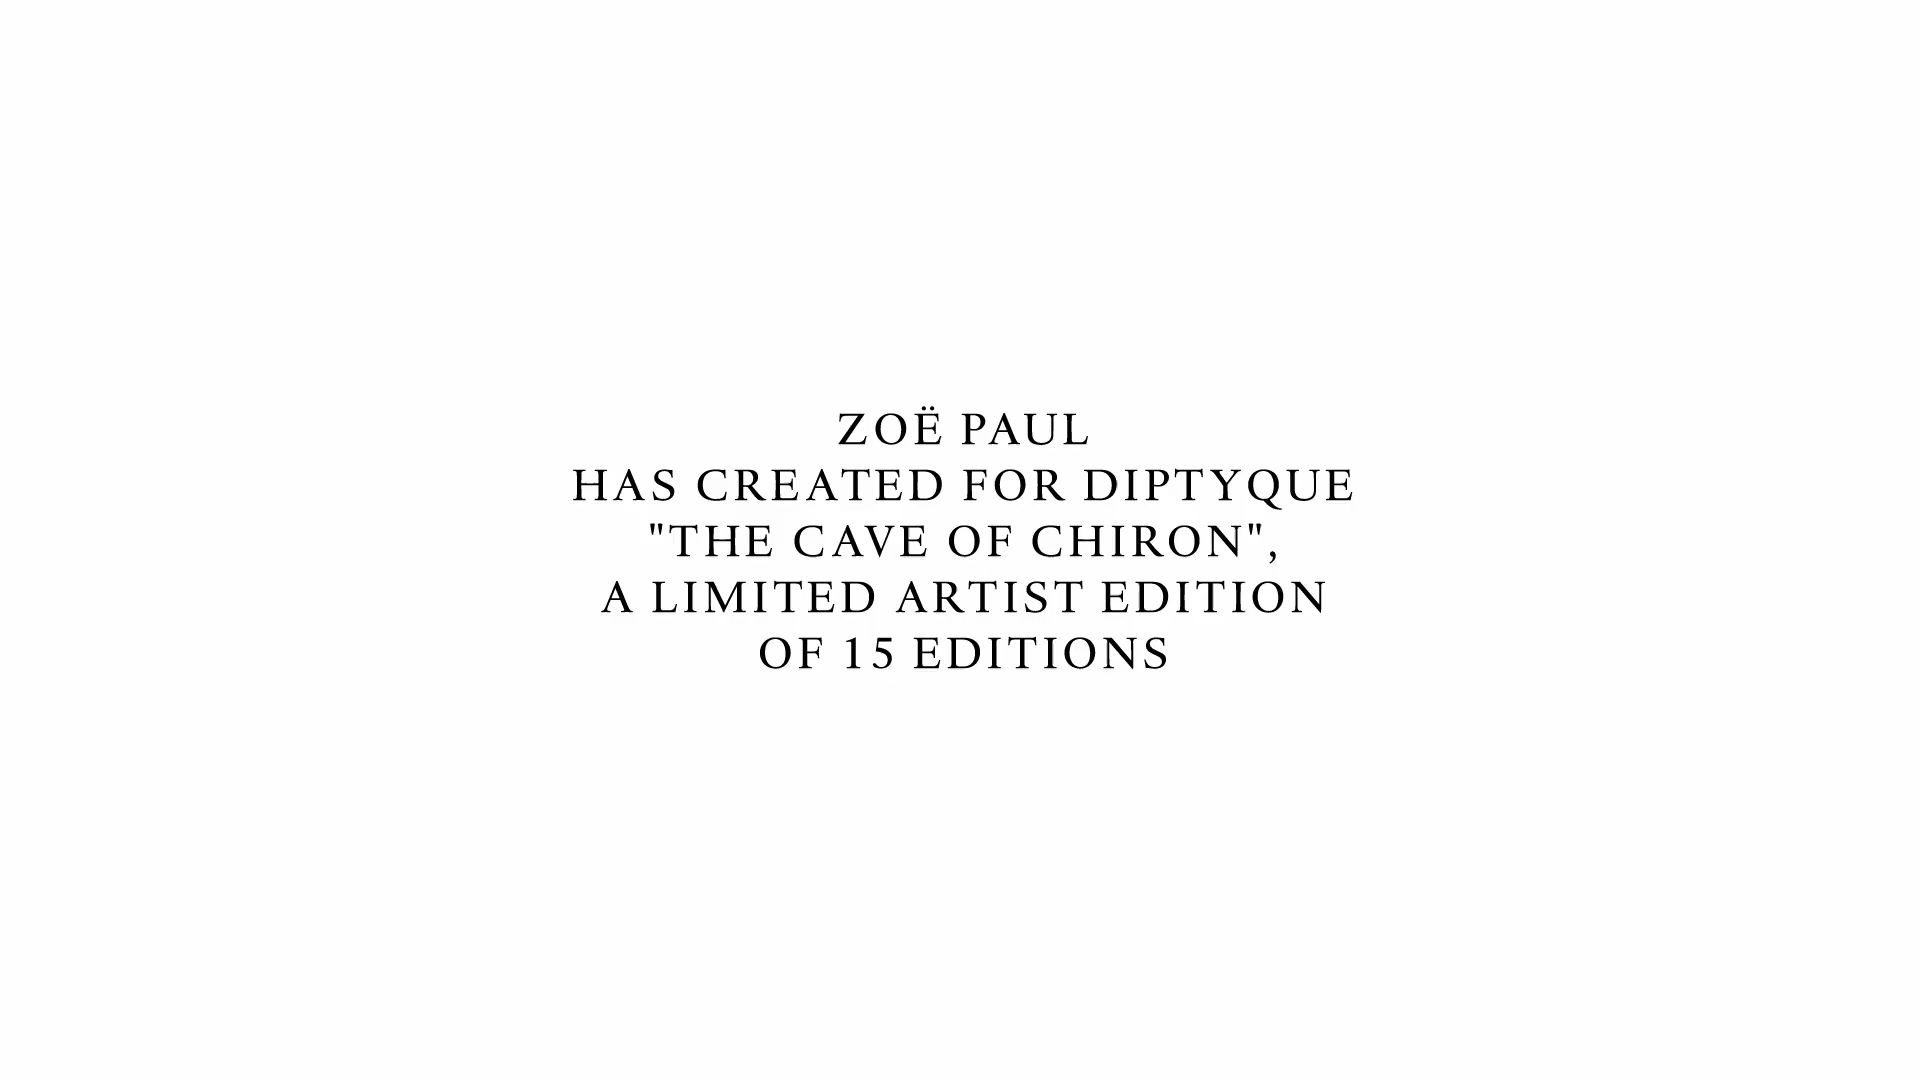 ZOË PAUL
HAS CREATED FOR DIPTYQUE
"THE CAVE OF CHIRON",
A LIMITED ARTIST EDITION
OF 15 EDITIONS